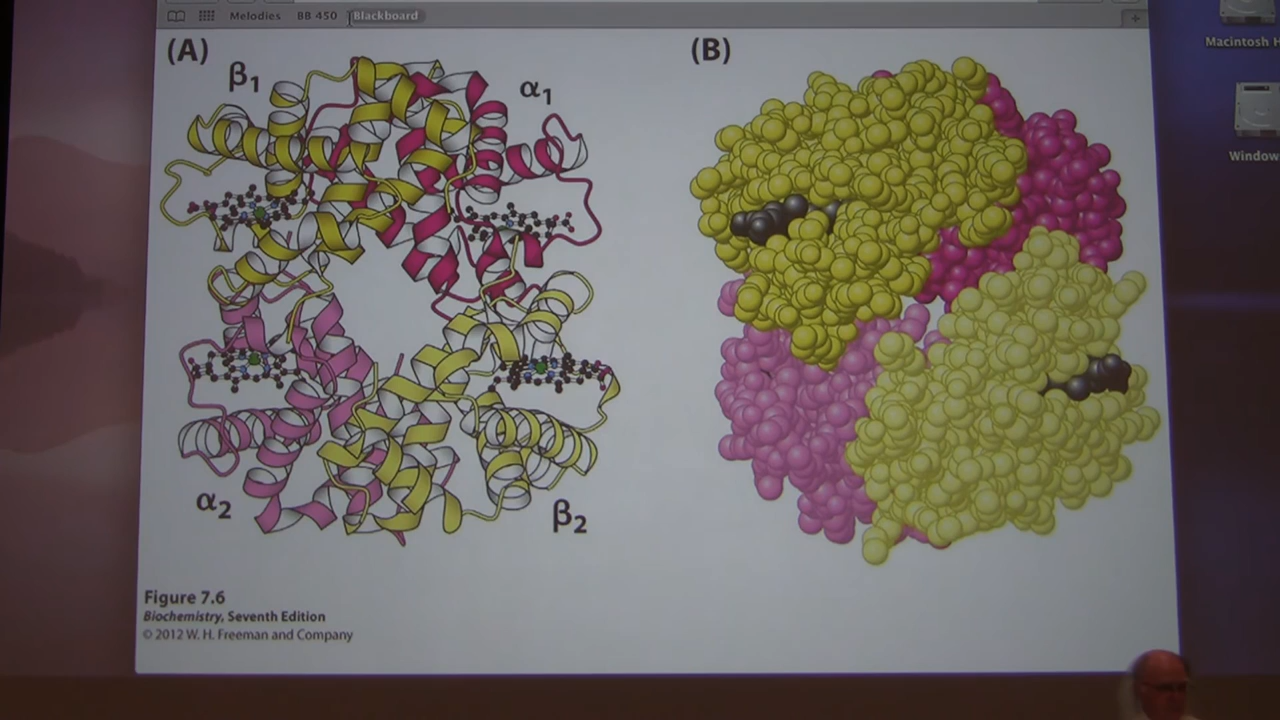 Melodies BB 450 Blackboard
+
Macintosh H
Window
(A)
(B)
β1
α1
α2
β2
Figure 7.6
Biochemistry, Seventh Edition
© 2012 W. H. Freeman and Company